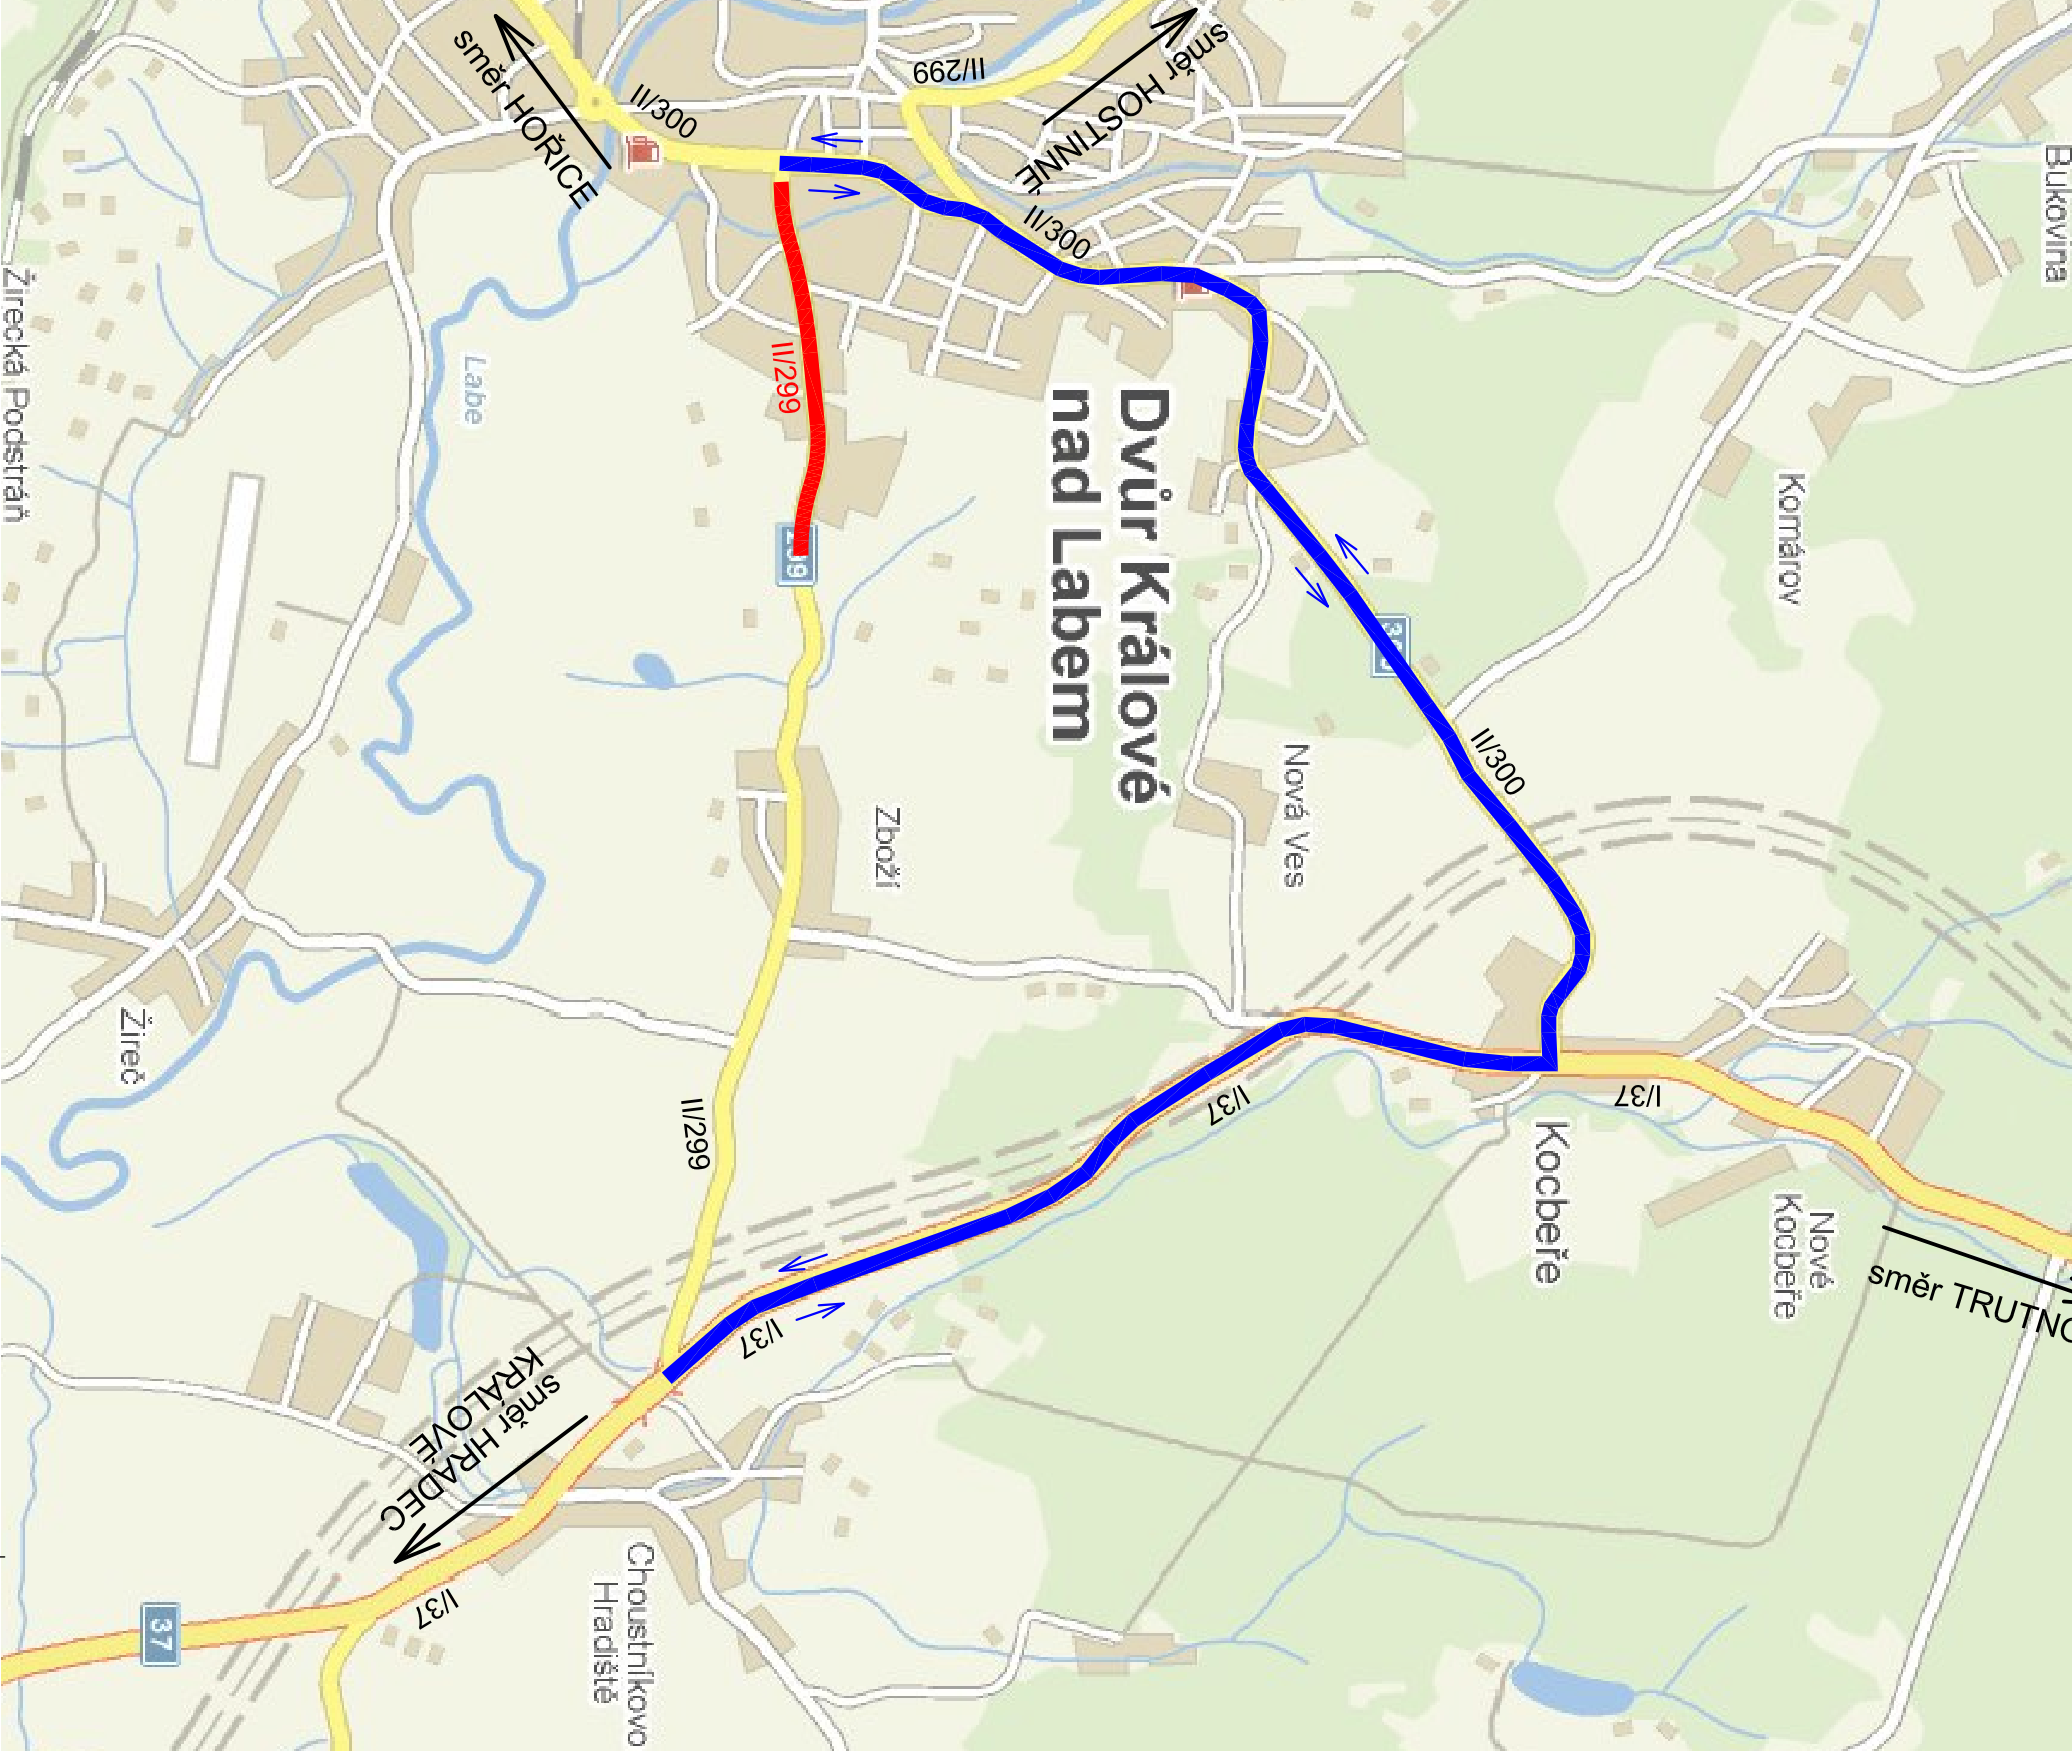 směr HOŘICE
II/300
II/299
směr HOSTINNÉ
II/300
Bukovina
Žirecká Podstráň
Labe
II/299
Dvůr Králové
nad Labem
Komárov
II/300
Nová Ves
Zboží
Žireč
II/299
I/37
I/37
Kocbeře
Nové
Kocbeře
směr TRUTNO
I/37
směr HRADEC
KRÁLOVÉ
Choustníkovo
Hradiště
I/37
37